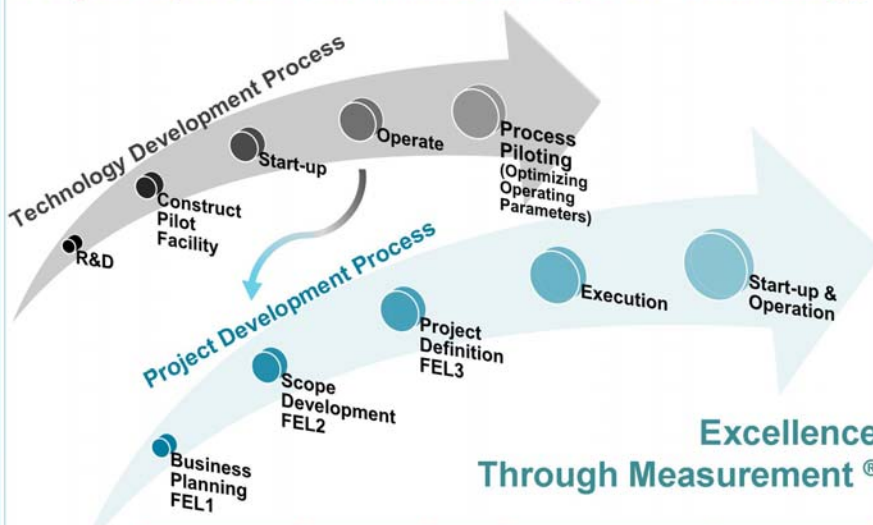 Technology Development Process
R&D
Construct
Pilot
Facility
Start-up
Operate
Process
Piloting
(Optimizing
Operating
Parameters)
Project Development Process
Business
Planning
FEL1
Scope
Development
FEL2
Project
Definition
FEL3
Execution
Start-up &
Operation
Excellence
Through Measurement ®